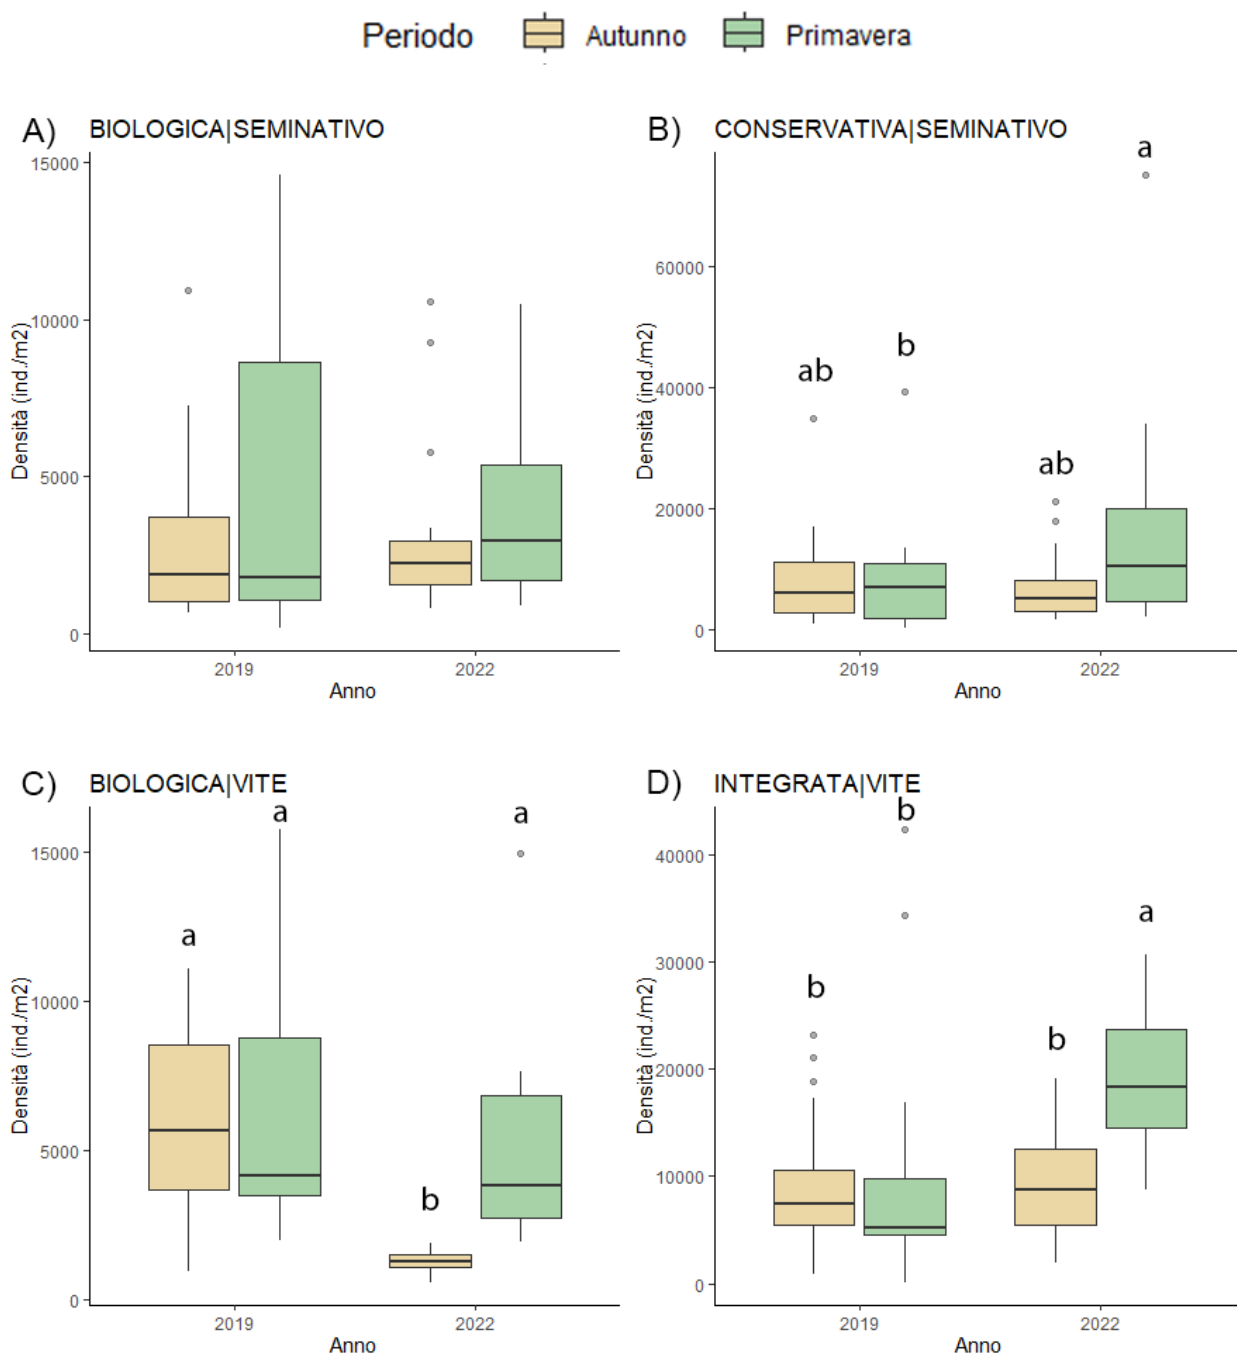 Periodo Autunno Primavera
A) BIOLOGICA|SEMINATIVO
15000
10000
5000
0
Densità (ind./m2)
2019 2022
Anno
B) CONSERVATIVA|SEMINATIVO
a
60000
b
ab
40000
ab
20000
0
Densità (ind./m2)
2019 2022
Anno
C) BIOLOGICA|VITE
a a
15000
a
10000
5000
b
0
Densità (ind./m2)
2019 2022
Anno
D) INTEGRATA|VITE
b
40000
a
30000
b
b
20000
10000
0
Densità (ind./m2)
2019 2022
Anno